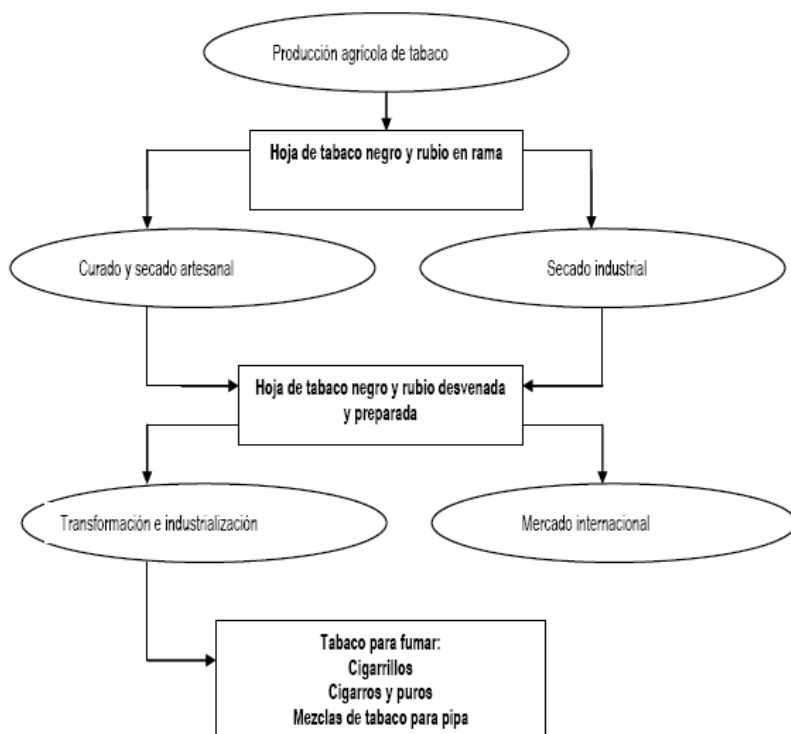 Producción agrícola de tabaco
Hoja de tabaco negro y rubio en rama
Curado y secado artesanal
Secado industrial
Hoja de tabaco negro y rubio desvenada
y preparada
Transformación e industrialización
Mercado internacional
Tabaco para fumar:
Cigarrillos
Cigarros y puros
Mezclas de tabaco para pipa